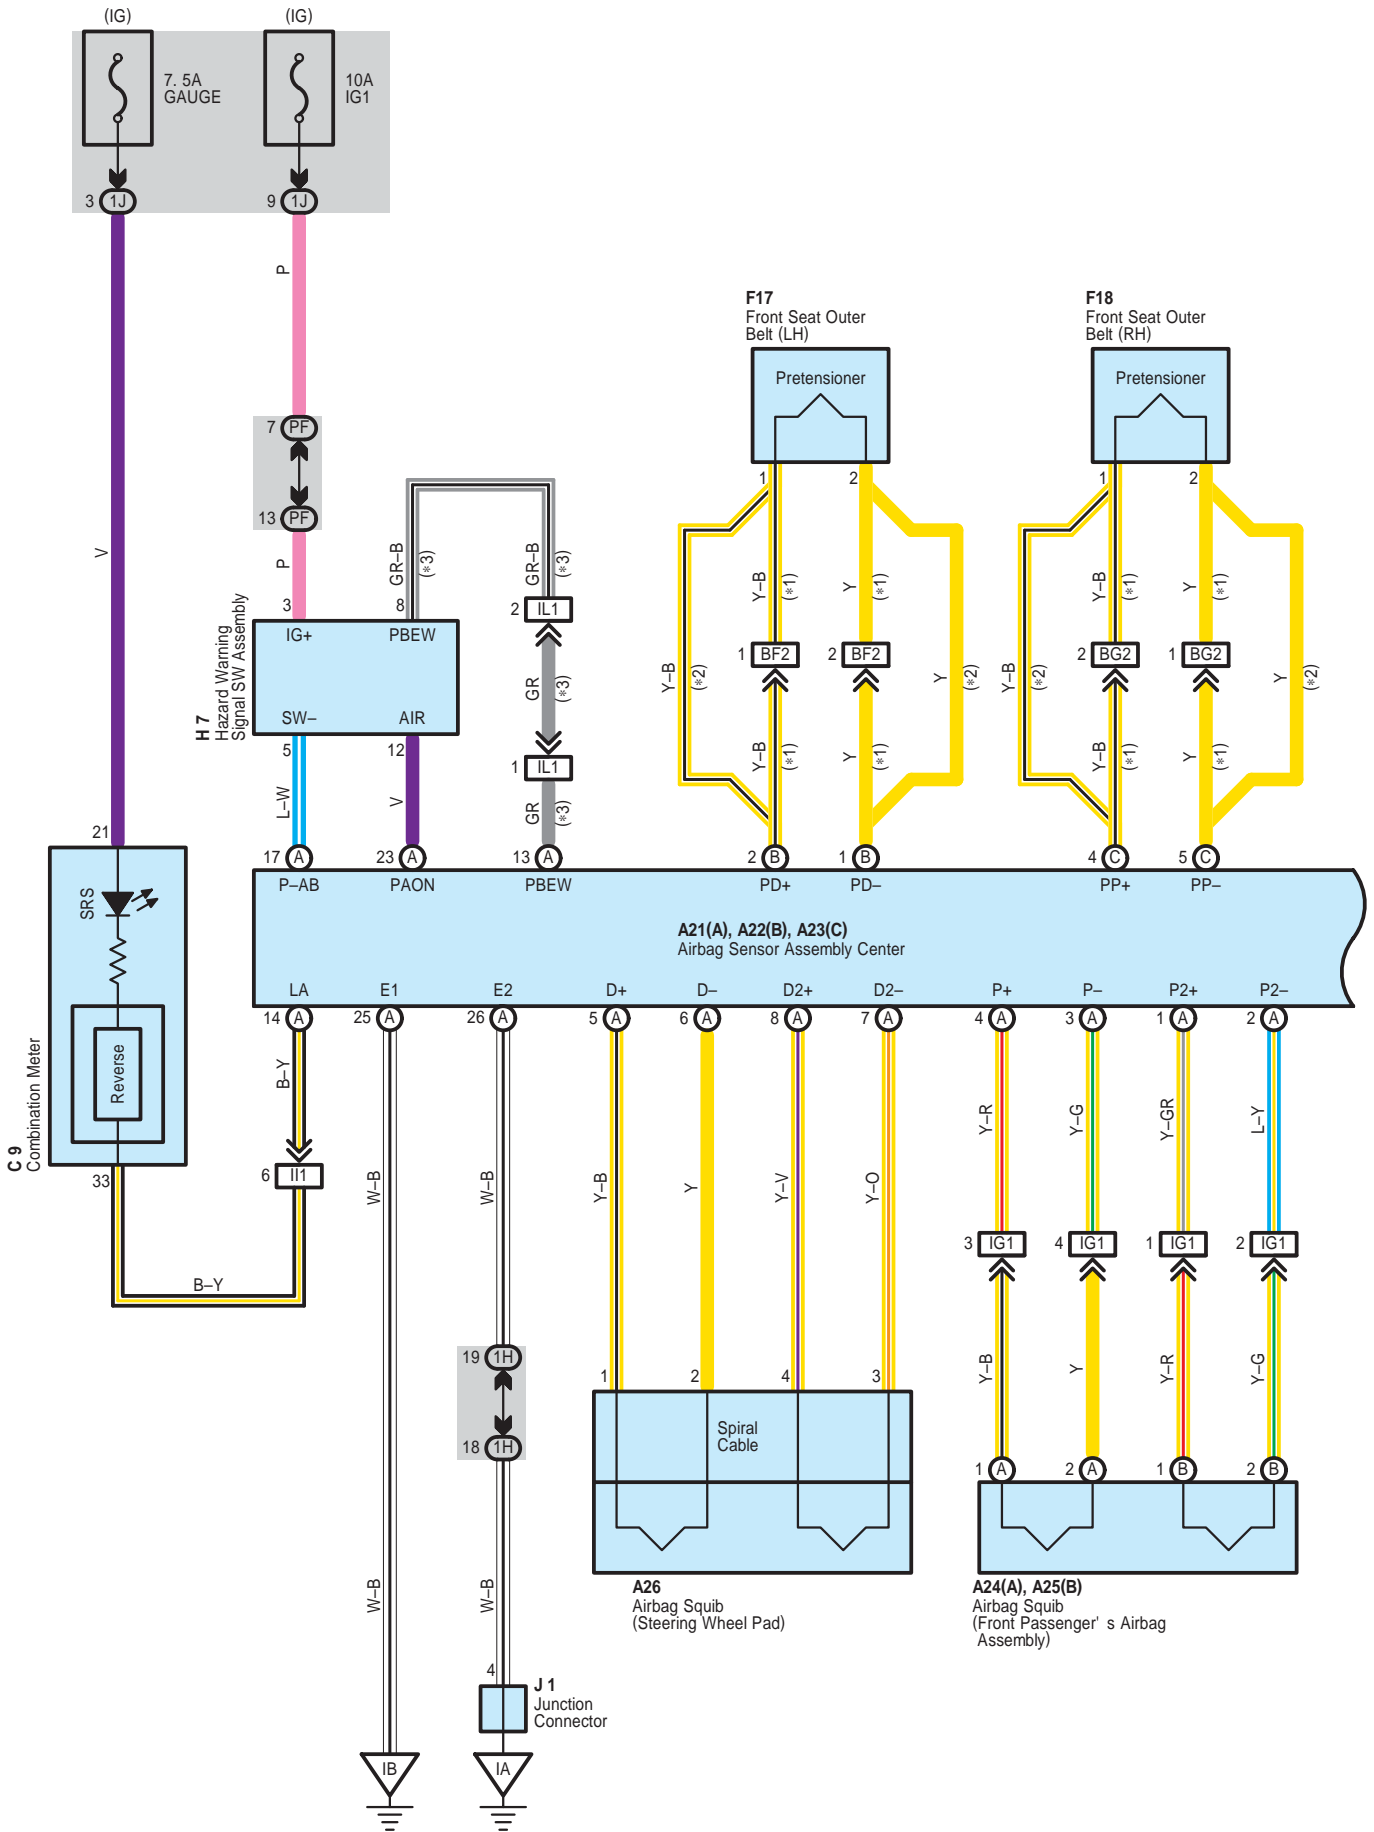 (IG)
(IG)
7. 5A
GAUGE
10A
IG1
3 1J
9 1J
P
7 PF
13 PF
P
V
3
8
IG+
PBEW
SW–
AIR
5
12
H 7
Hazard Warning
Signal SW Assembly
GR–B
(*3)
GR–B
(*3)
2 IL1
GR
(*3)
1 IL1
GR
(*3)
L–W
V
F17
Front Seat Outer
Belt (LH)
Pretensioner
1
2
Y–B
(*1)
Y
(*1)
1 BF2
2 BF2
Y–B
(*2)
Y
(*2)
Y–B
(*1)
Y
(*1)
F18
Front Seat Outer
Belt (RH)
Pretensioner
1
2
Y–B
(*1)
Y
(*1)
2 BG2
1 BG2
Y–B
(*2)
Y
(*2)
Y–B
(*1)
Y
(*1)
21
SRS
Reverse
33
C 9
Combination Meter
17 A
23 A
13 A
2 B
1 B
4 C
5 C
P–AB
PAON
PBEW
PD+
PD–
PP+
PP–
A21(A), A22(B), A23(C)
Airbag Sensor Assembly Center
LA
E1
E2
D+
D–
D2+
D2–
P+
P–
P2+
P2–
14 A
25 A
26 A
5 A
6 A
8 A
7 A
4 A
3 A
1 A
2 A
B–Y
6 II1
B–Y
W–B
W–B
Y–B
Y
Y–V
Y–O
Y–R
Y–G
Y–GR
L–Y
3 IG1
4 IG1
1 IG1
2 IG1
Y–B
Y
Y–R
Y–G
19 1H
18 1H
W–B
W–B
1
2
4
3
Spiral
Cable
A26
Airbag Squib
(Steering Wheel Pad)
1 A
2 A
1 B
2 B
A24(A), A25(B)
Airbag Squib
(Front Passenger' s Airbag
Assembly)
4
J 1
Junction
Connector
IB
IA